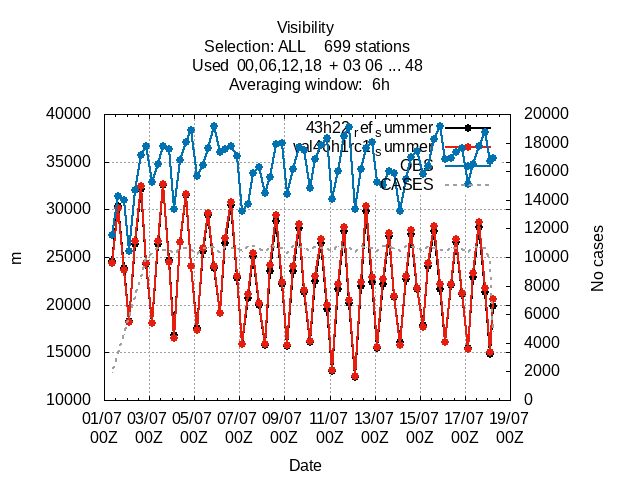 Visibility
Selection: ALL 699 stations
Used 00,06,12,18 + 03 06 ... 48
Averaging window: 6h
40000
35000
30000
25000
20000
15000
10000
m
20000
18000
16000
14000
12000
10000
8000
6000
4000
2000
0
No cases
43h22_ref_summer
OBS
CASES
01/07 03/07 05/07 07/07 09/07 11/07 13/07 15/07 17/07 19/07
00Z 00Z 00Z 00Z 00Z 00Z 00Z 00Z 00Z 00Z
Date